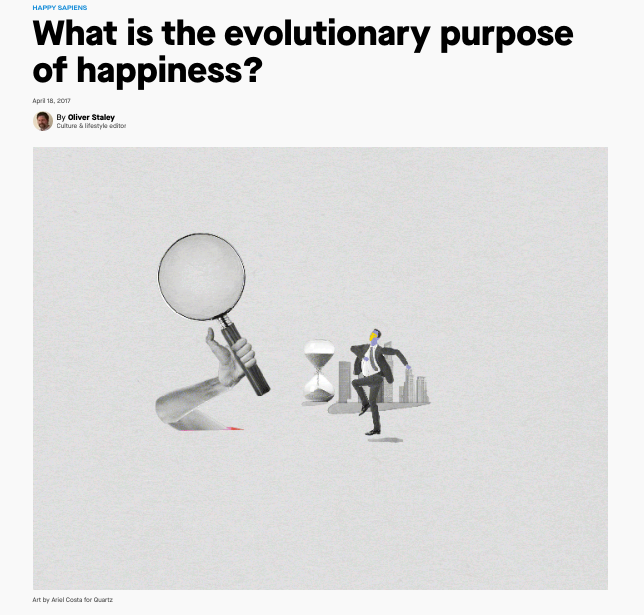 HAPPY SAPIENS
What is the evolutionary purpose
of happiness?
April 18, 2017
By Oliver Staley
Culture & lifestyle editor
Art by Ariel Costa for Quartz